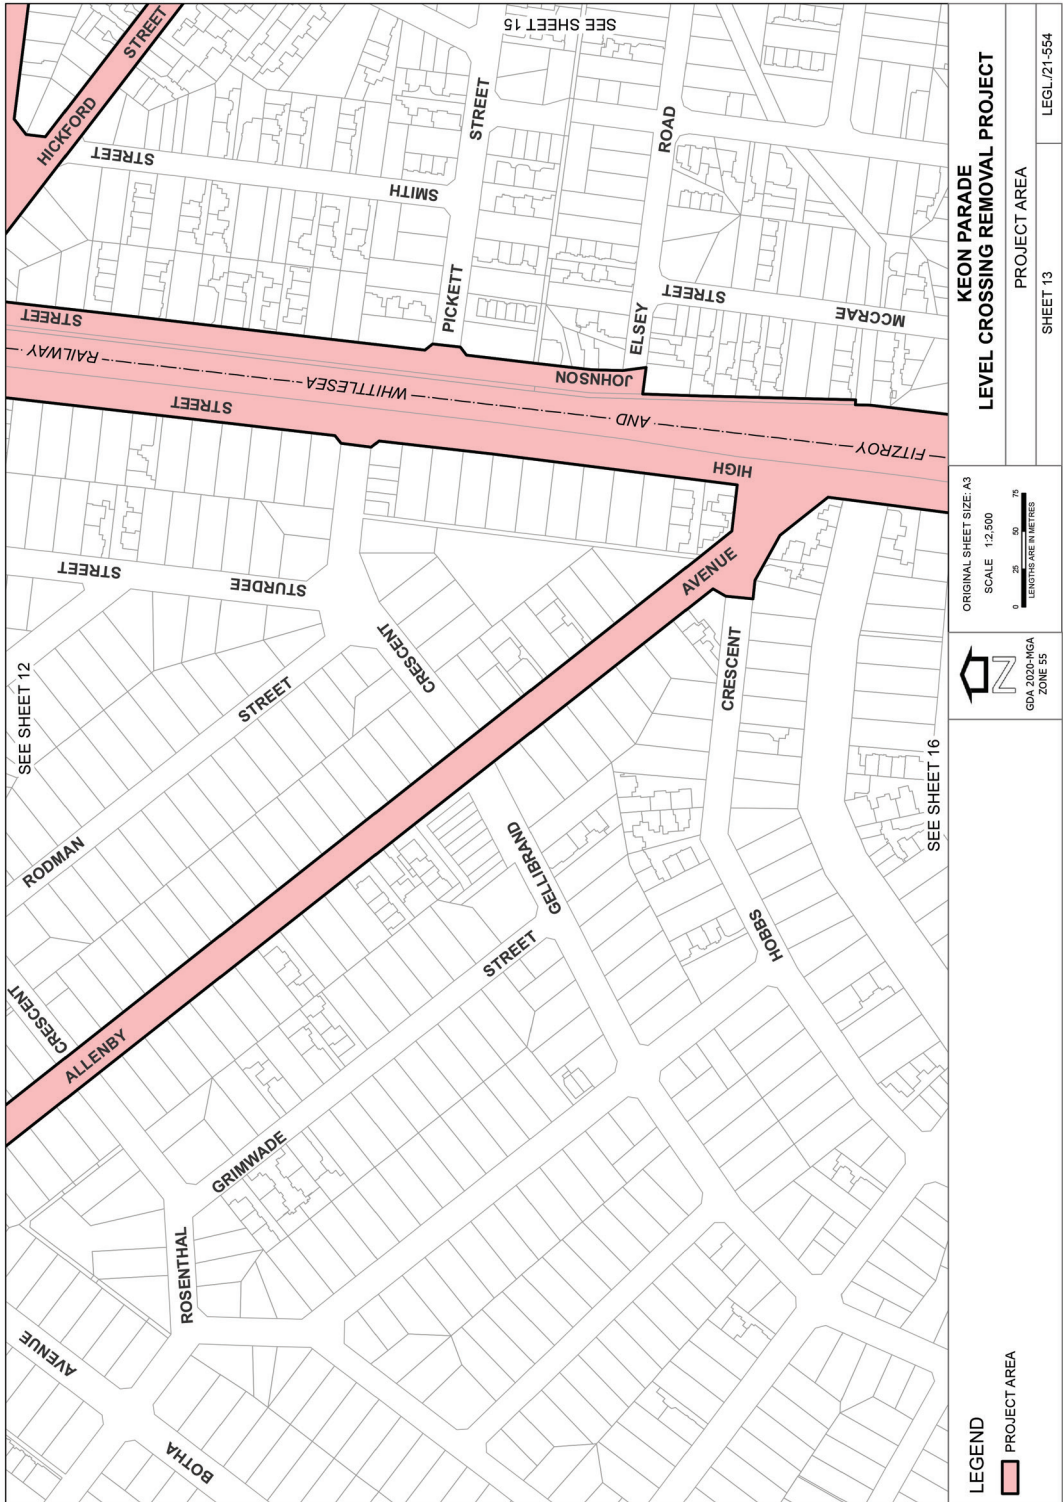 SEE SHEET 12
SEE SHEET 15
SEE SHEET 16
HICKFORD STREET
SMITH STREET
PICKETT STREET
ELSEY ROAD
MCCRAE STREET
JOHNSON STREET
FITZROY AND WHITTLESEA RAILWAY
HIGH STREET
STURDEE STREET
RODMAN STREET
CRESCENT
GELLIBRAND CRESCENT
ALLENBY AVENUE
HOBBS CRESCENT
GRIMWADE STREET
ROSENTHAL
BOTHA AVENUE
LEGEND
PROJECT AREA
GDA 2020-MGA
ZONE 55
N
ORIGINAL SHEET SIZE: A3
SCALE 1:2,500
0 25 50 75
LENGTHS ARE IN METRES
KEON PARADE
LEVEL CROSSING REMOVAL PROJECT
PROJECT AREA
SHEET 13
LEGL./21-554